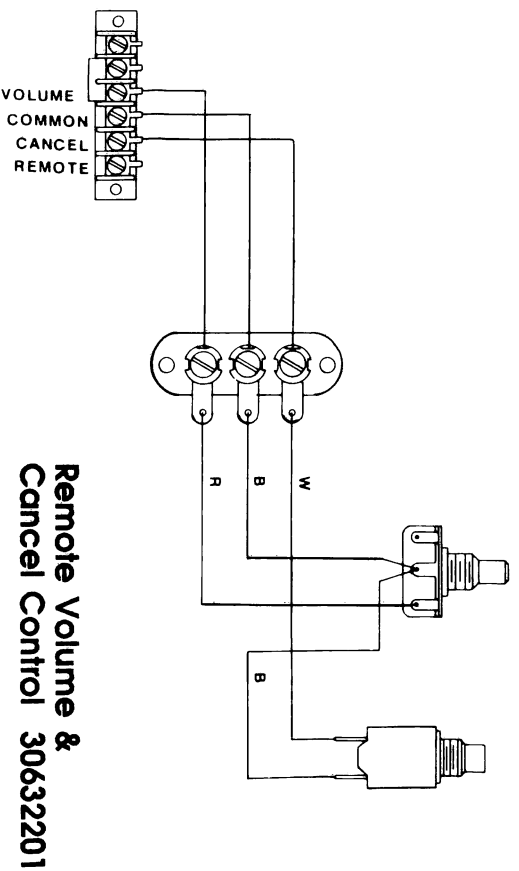 VOLUME
COMMON
CANCEL
REMOTE
R
B
W
B
Remote Volume &
Cancel Control 30632201